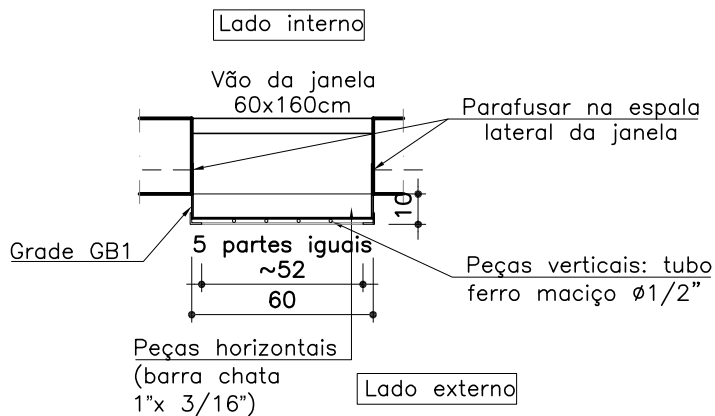 Lado interno
Vão da janela
60x160cm
Parafusar na espala
lateral da janela
10
Grade GB1
5 partes iguais
~52
60
Peças verticais: tubo
ferro maciço ø1/2”
Peças horizontais
(barra chata
1”x 3/16”)
Lado externo